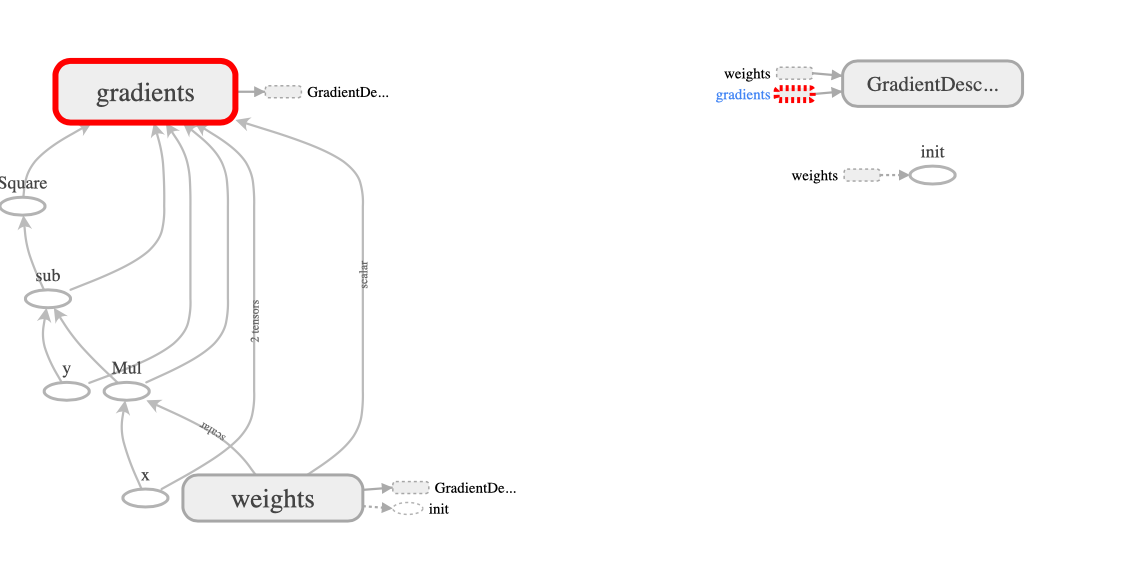 gradients
GradientDe...
Square
sub
y
Mul
x
2 tensors
scalar
scalar
weights
GradientDe...
init
weights
gradients
GradientDesc...
init
weights